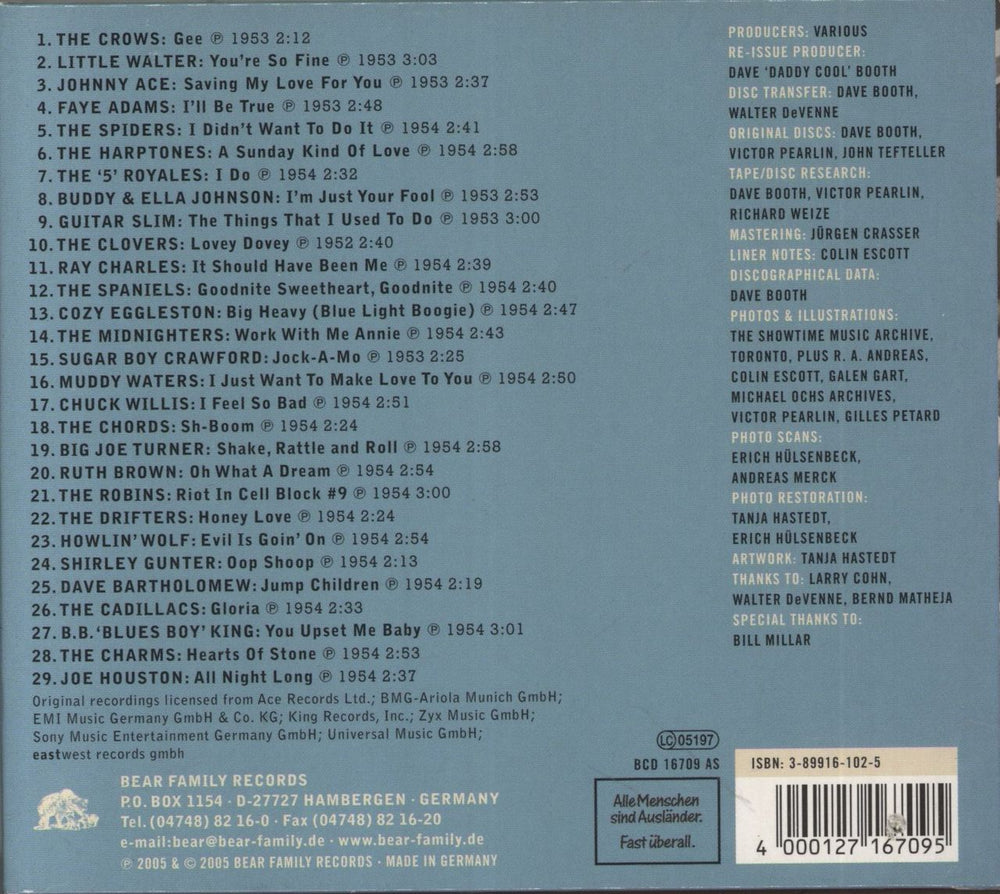 1. THE CROWS: Gee ℗ 1953 2:12
2. LITTLE WALTER: You're So Fine ℗ 1953 3:03
3. JOHNNY ACE: Saving My Love For You ℗ 1953 2:37
4. FAYE ADAMS: I'll Be True ℗ 1953 2:48
5. THE SPIDERS: I Didn't Want To Do It ℗ 1954 2:41
6. THE HARPTONES: A Sunday Kind Of Love ℗ 1954 2:58
7. THE '5' ROYALES: I Do ℗ 1954 2:32
8. BUDDY & ELLA JOHNSON: I'm Just Your Fool ℗ 1953 2:53
9. GUITAR SLIM: The Things That I Used To Do ℗ 1953 3:00
10. THE CLOVERS: Lovey Dovey ℗ 1952 2:40
11. RAY CHARLES: It Should Have Been Me ℗ 1954 2:39
12. THE SPANIELS: Goodnite Sweetheart, Goodnite ℗ 1954 2:40
13. COZY EGGLESTON: Big Heavy (Blue Light Boogie) ℗ 1954 2:47
14. THE MIDNIGHTERS: Work With Me Annie ℗ 1954 2:43
15. SUGAR BOY CRAWFORD: Jock-A-Mo ℗ 1953 2:25
16. MUDDY WATERS: I Just Want To Make Love To You ℗ 1954 2:50
17. CHUCK WILLIS: I Feel So Bad ℗ 1954 2:51
18. THE CHORDS: Sh-Boom ℗ 1954 2:24
19. BIG JOE TURNER: Shake, Rattle and Roll ℗ 1954 2:58
20. RUTH BROWN: Oh What A Dream ℗ 1954 2:54
21. THE ROBINS: Riot In Cell Block #9 ℗ 1954 3:00
22. THE DRIFTERS: Honey Love ℗ 1954 2:24
23. HOWLIN' WOLF: Evil Is Goin' On ℗ 1954 2:54
24. SHIRLEY GUNTER: Oop Shoop ℗ 1954 2:13
25. DAVE BARTHOLOMEW: Jump Children ℗ 1954 2:19
26. THE CADILLACS: Gloria ℗ 1954 2:33
27. B.B. 'BLUES BOY' KING: You Upset Me Baby ℗ 1954 3:01
28. THE CHARMS: Hearts Of Stone ℗ 1954 2:53
29. JOE HOUSTON: All Night Long ℗ 1954 2:37
Original recordings licensed from Ace Records Ltd.; BMG-Ariola Munich GmbH;
EMI Music Germany GmbH & Co. KG; King Records, Inc.; Zyx Music GmbH;
Sony Music Entertainment Germany GmbH; Universal Music GmbH;
eastwest records gmbh
BEAR FAMILY RECORDS
P.O. BOX 1154 · D-27727 HAMBERGEN · GERMANY
Tel. (04748) 82 16-0 · Fax (04748) 82 16-20
e-mail: bear@bear-family.de · www.bear-family.de
℗ 2005 & © 2005 BEAR FAMILY RECORDS · MADE IN GERMANY
PRODUCERS: VARIOUS
RE-ISSUE PRODUCER:
DAVE 'DADDY COOL' BOOTH
DISC TRANSFER: DAVE BOOTH,
WALTER DeVENNE
ORIGINAL DISCS: DAVE BOOTH,
VICTOR PEARLIN, JOHN TEFTELLER
TAPE/DISC RESEARCH:
DAVE BOOTH, VICTOR PEARLIN,
RICHARD WEIZE
MASTERING: JÜRGEN CRASSER
LINER NOTES: COLIN ESCOTT
DISCOGRAPHICAL DATA:
DAVE BOOTH
PHOTOS & ILLUSTRATIONS:
THE SHOWTIME MUSIC ARCHIVE,
TORONTO, PLUS R. A. ANDREAS,
COLIN ESCOTT, GALEN GART,
MICHAEL OCHS ARCHIVES,
VICTOR PEARLIN, GILLES PETARD
PHOTO SCANS:
ERICH HÜLSENBECK,
ANDREAS MERCK
PHOTO RESTORATION:
TANJA HASTEDT,
ERICH HÜLSENBECK
ARTWORK: TANJA HASTEDT
THANKS TO: LARRY COHN,
WALTER DeVENNE, BERND MATHEJA
SPECIAL THANKS TO:
BILL MILLAR
LC 05197
BCD 16709 AS
Alle Menschen
sind Ausländer.
Fast überall.
ISBN: 3-89916-102-5
4 000127 167095